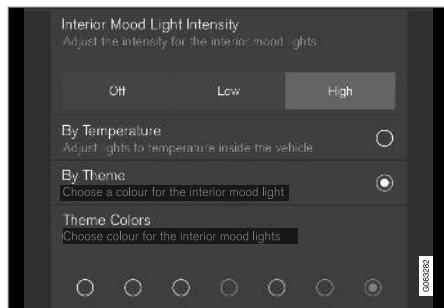 Interior Mood Light Intensity
Adjust the intensity for the interior mood lights
Off Low High
By Temperature
Adjust lights to temperature inside the vehicle
By Theme
Choose a colour for the interior mood light
Theme Colors
Choose colour for the interior mood lights
G063262